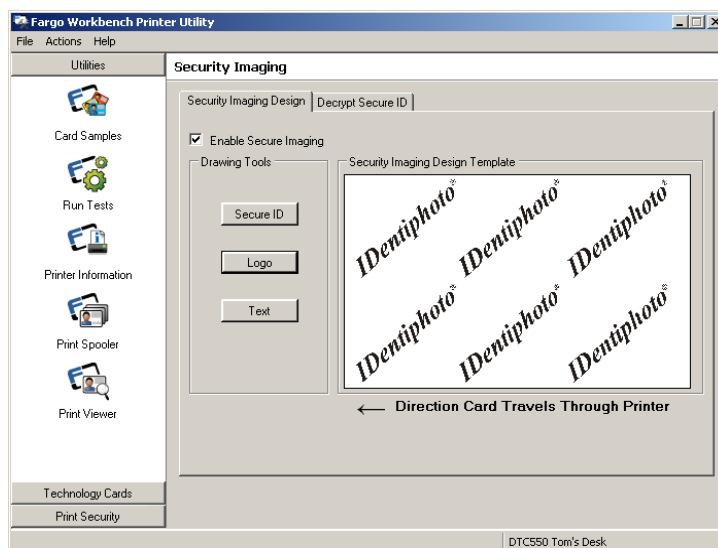 Fargo Workbench Printer Utility
File Actions Help
Utilities
Card Samples
Run Tests
Printer Information
Print Spooler
Print Viewer
Technology Cards
Print Security
Security Imaging
Security Imaging Design Decrypt Secure ID
Enable Secure Imaging
Drawing Tools
Secure ID
Logo
Text
Security Imaging Design Template
IDentiphoto® IDentiphoto® IDentiphoto®
IDentiphoto® IDentiphoto® IDentiphoto®
← Direction Card Travels Through Printer
DTC550 Tom's Desk